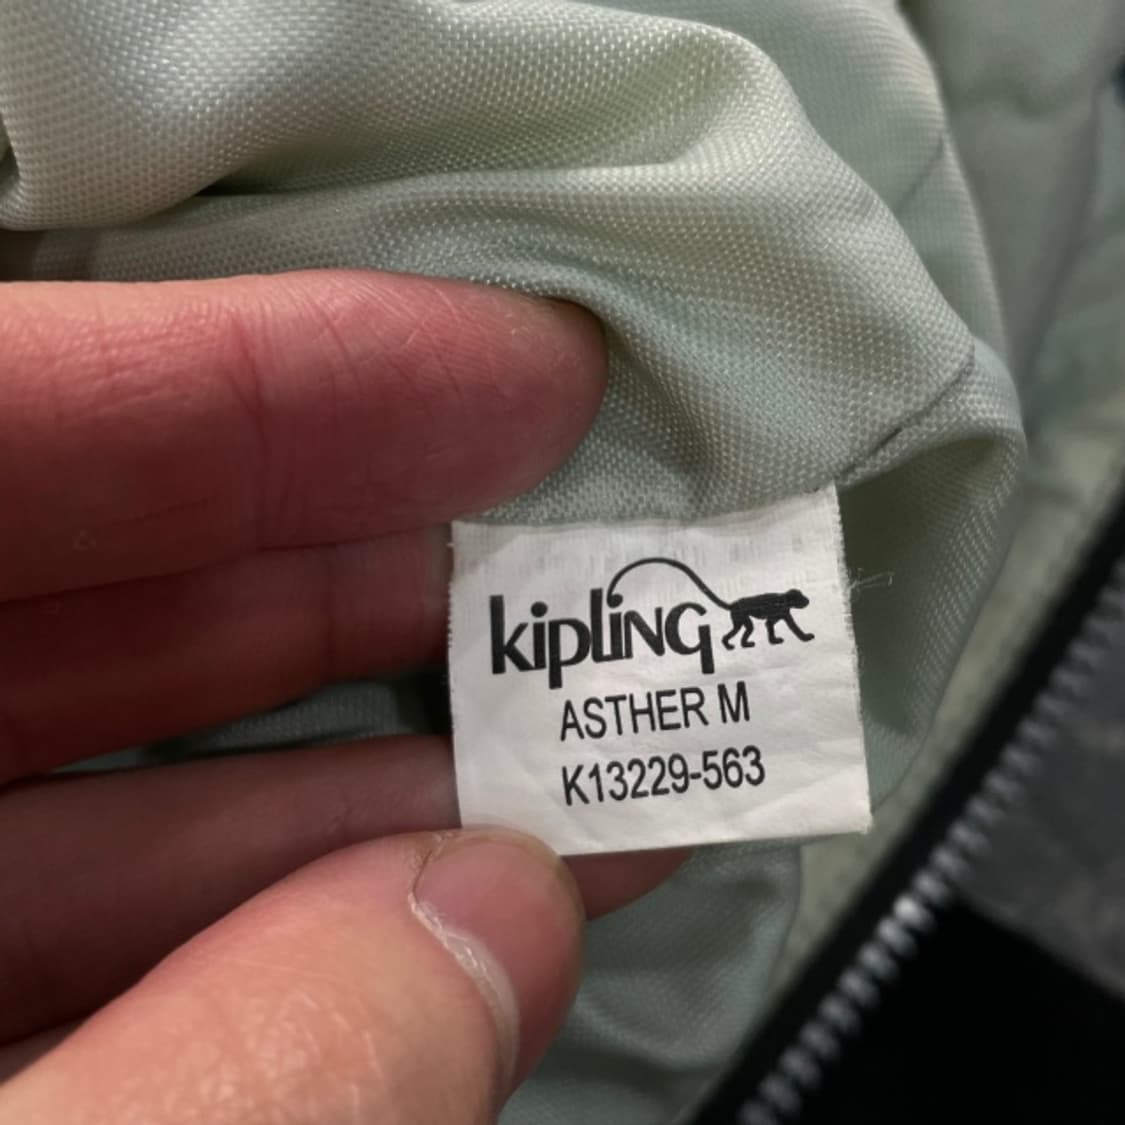 kipling
ASTHER M
K13229-563